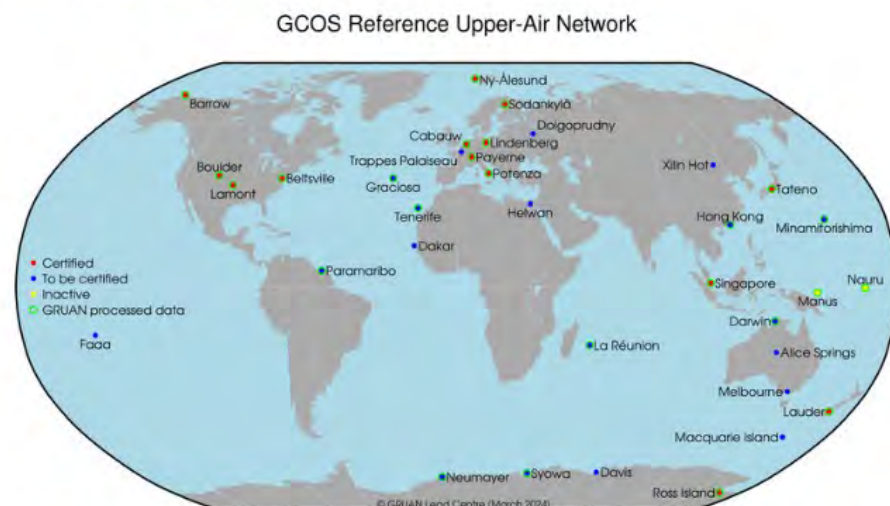 GCOS Reference Upper-Air Network
Ny-Ålesund
Barrow
Sodankylä
Dolgoprudny
Cabauw
Lindenberg
Trappes Palaiseau
Payerne
Xilin Hot
Boulder
Potenza
Beltsville
Lamont
Graciosa
Tateno
Tenerife
Helwan
Hong Kong
Minamitorishima
Dakar
Certified
To be certified
Inactive
GRUAN processed data
Paramaribo
Singapore
Nauru
Manus
Darwin
Faaa
La Réunion
Alice Springs
Melbourne
Lauder
Macquarie Island
Neumayer
Syowa
Davis
Ross Island
© GRUAN Lead Centre (March 2024)